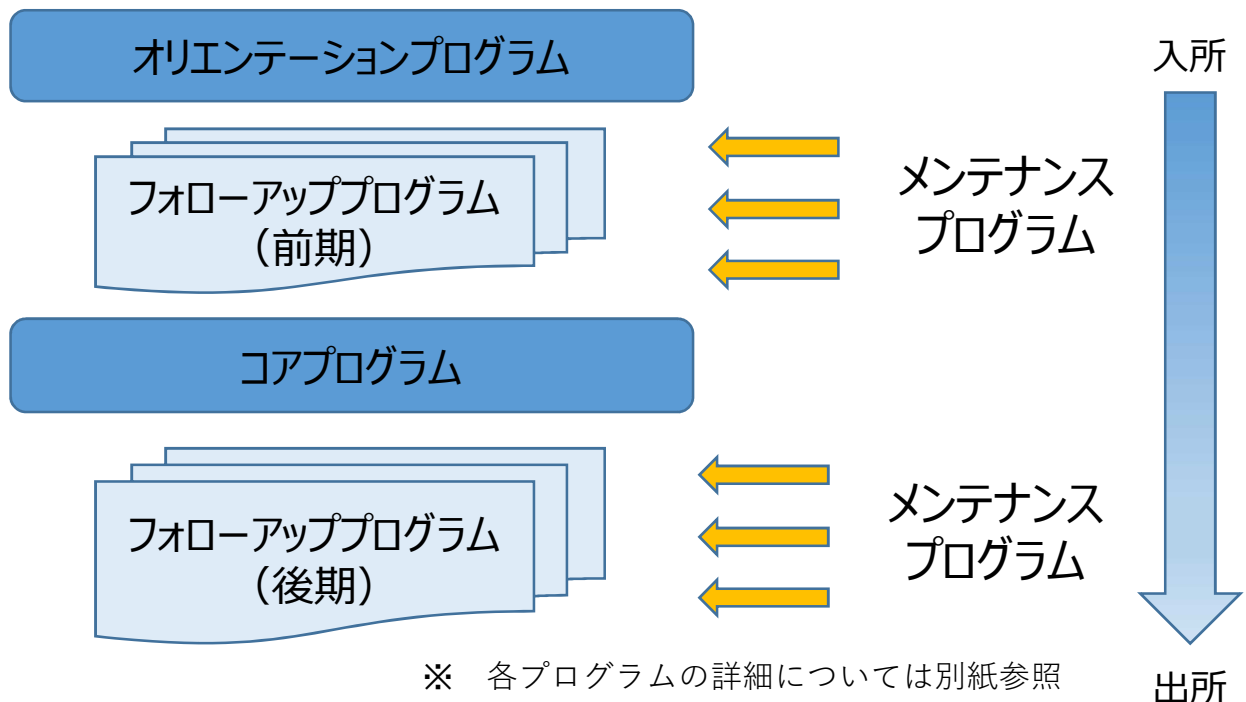 オリエンテーションプログラム
入所
フォローアッププログラム
（前期）
メンテナンス
プログラム
コアプログラム
フォローアッププログラム
（後期）
メンテナンス
プログラム
※　各プログラムの詳細については別紙参照
出所